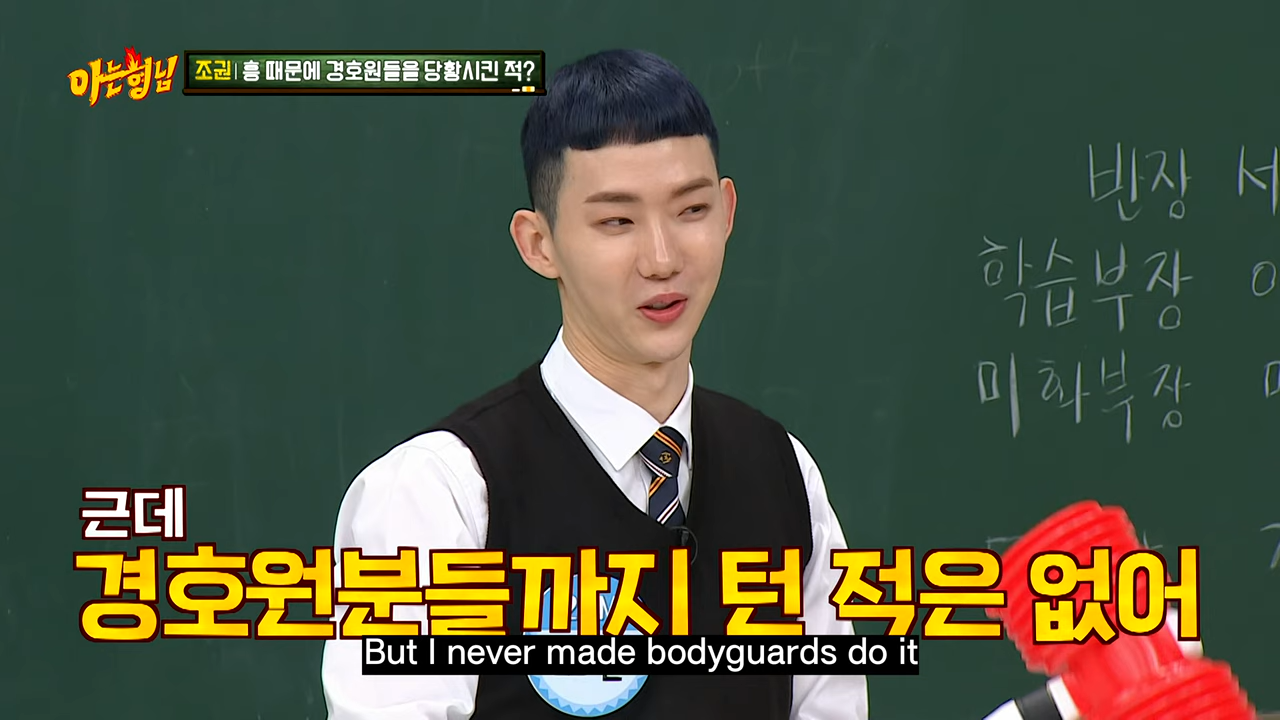 아는형님
조권| 흥 때문에 경호원들을 당황시킨 적?
반장 서
학습부장
미화부장
근데
경호원분들까지 턴 적은 없어
But I never made bodyguards do it